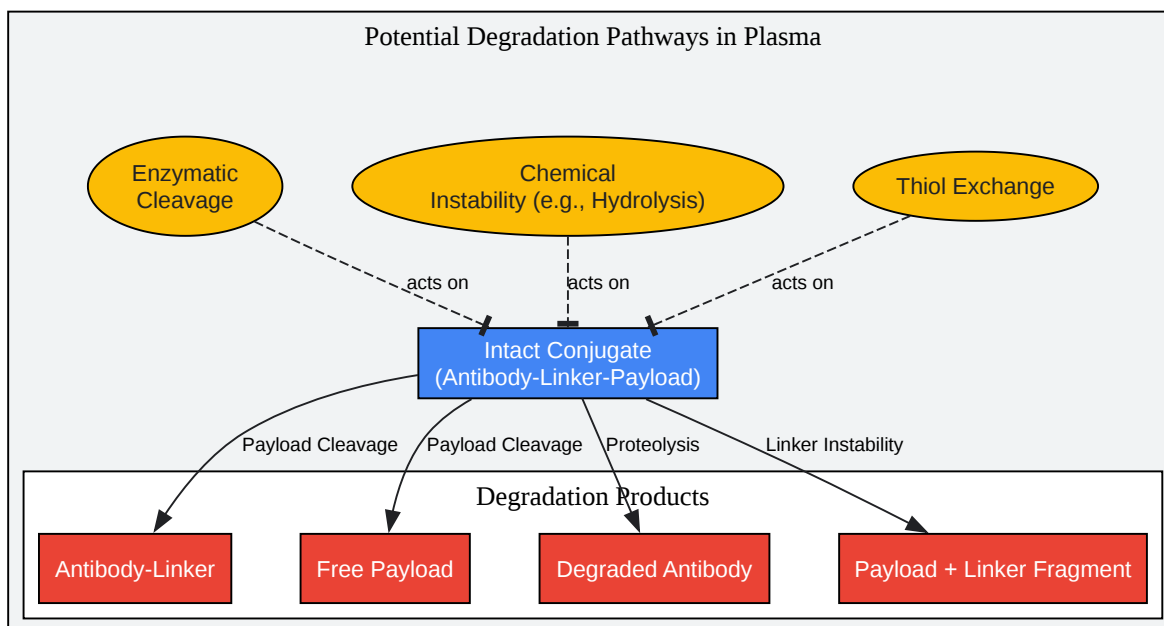 Potential Degradation Pathways in Plasma
Enzymatic
Cleavage
Chemical
Instability (e.g., Hydrolysis)
Thiol Exchange
acts on
acts on
acts on
Intact Conjugate
(Antibody-Linker-Payload)
Payload Cleavage
Payload Cleavage
Proteolysis
Linker Instability
Degradation Products
Antibody-Linker
Free Payload
Degraded Antibody
Payload + Linker Fragment